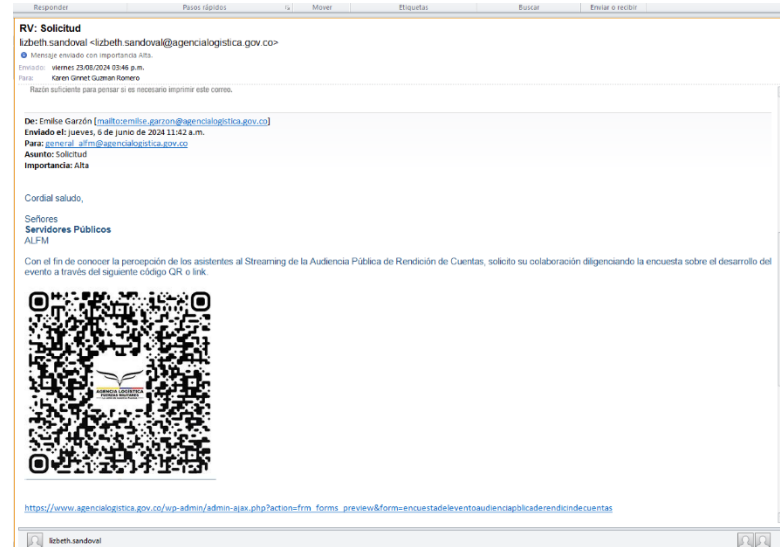 Responder Pasos rápidos Mover Etiquetas Buscar Enviar o recibir
RV: Solicitud
lizbeth.sandoval <lizbeth.sandoval@agencialogistica.gov.co>
Mensaje enviado con importancia Alta.
Enviado: viernes 23/08/2024 03:46 p.m.
Para: Karen Ginnet Guzman Romero
Razón suficiente para pensar si es necesario imprimir este correo.
De: Emilse Garzón [mailto:emilse.garzon@agencialogistica.gov.co]
Enviado el: jueves, 6 de junio de 2024 11:42 a.m.
Para: general_alfm@agencialogistica.gov.co
Asunto: Solicitud
Importancia: Alta
Cordial saludo,
Señores
Servidores Públicos
ALFM
Con el fin de conocer la percepción de los asistentes al Streaming de la Audiencia Pública de Rendición de Cuentas, solicito su colaboración diligenciando la encuesta sobre el desarrollo del
evento a través del siguiente código QR o link.
AGENCIA LOGÍSTICA
FUERZAS MILITARES
https://www.agencialogistica.gov.co/wp-admin/admin-ajax.php?action=frm_forms_preview&form=encuestadeleventoaudienciapblicaderendicindecuentas
lizbeth.sandoval